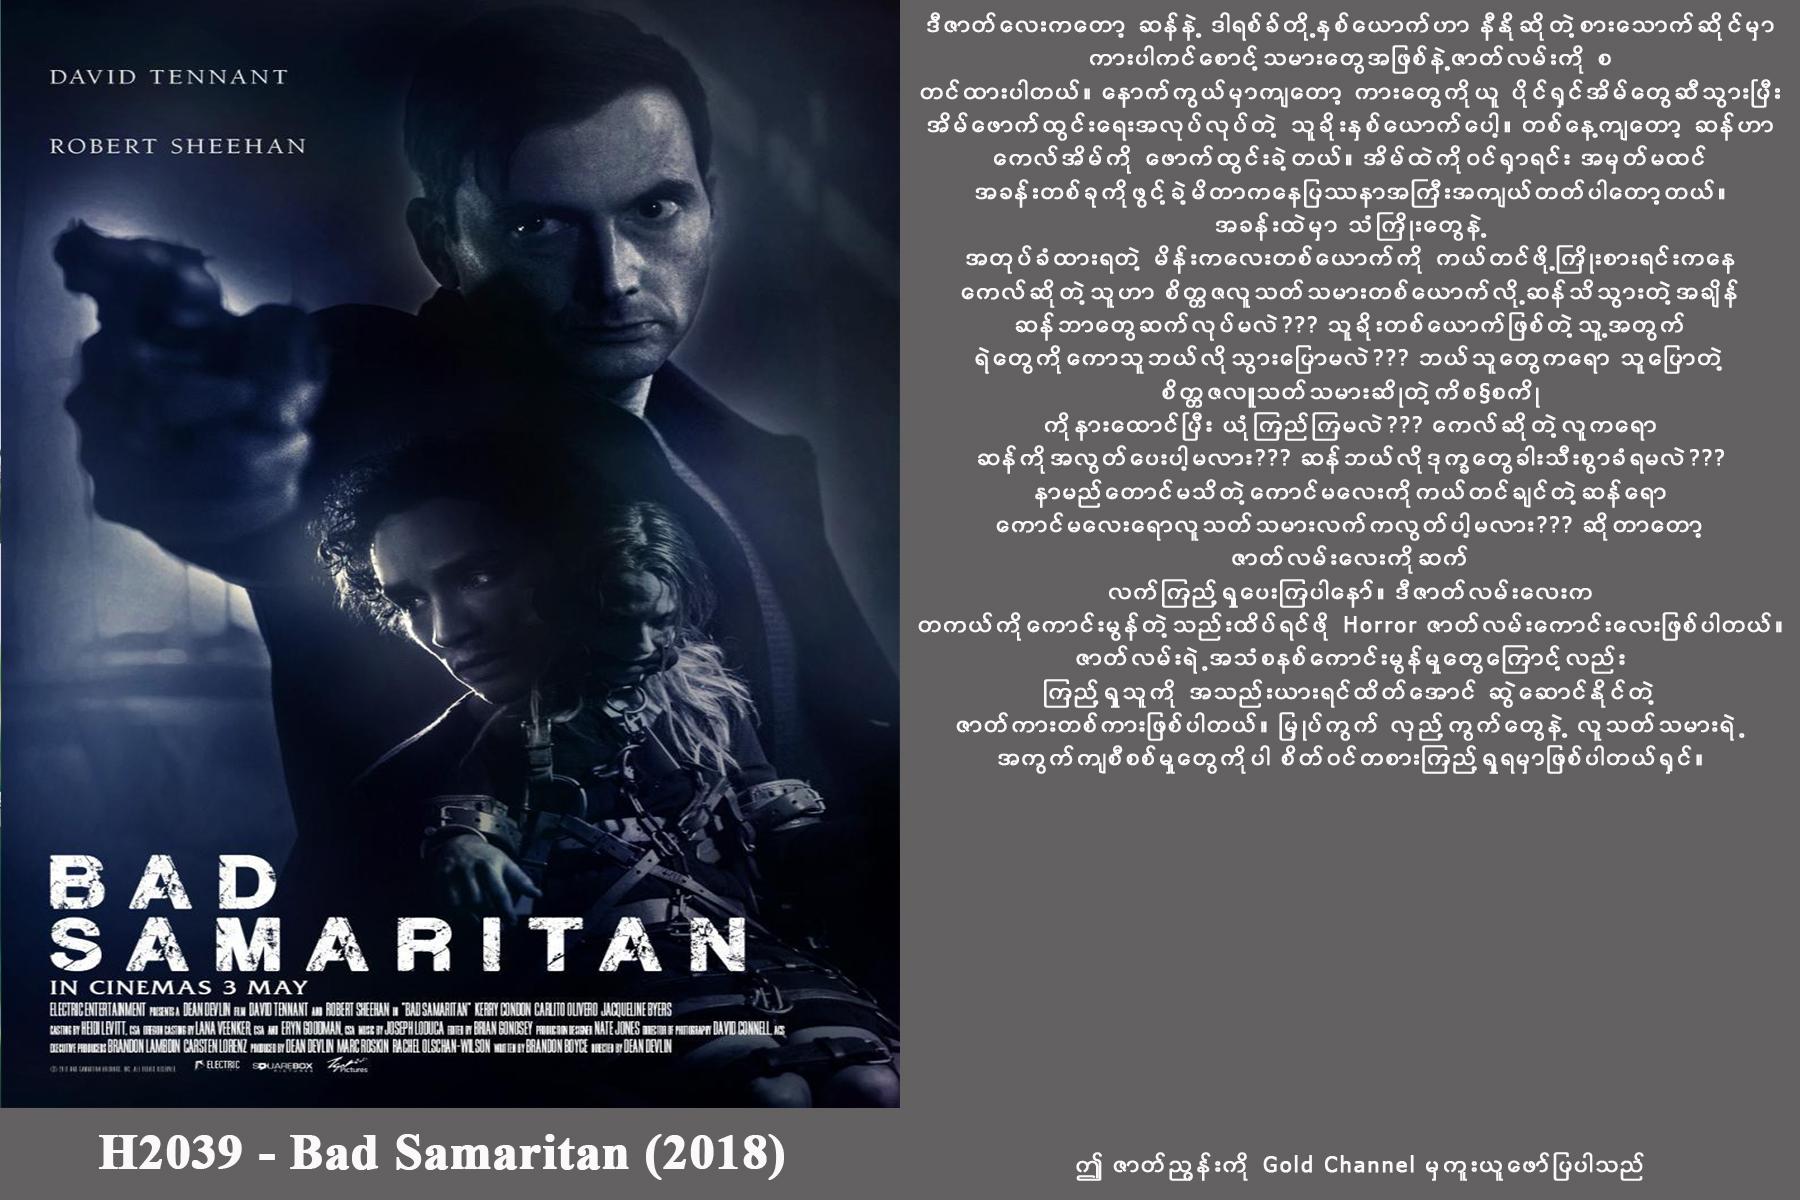 DAVID TENNANT
ROBERT SHEEHAN
BAD
SAMARITAN
IN CINEMAS 3 MAY
ELECTRIC ENTERTAINMENT PRESENTS A DEAN DEVLIN FILM DAVID TENNANT AND ROBERT SHEEHAN IN "BAD SAMARITAN" KERRY CONDON CARLITO OLIVERO JACQUELINE BYERS
CASTING BY HEIDI LEVITT, CSA OREGON CASTING BY LANA VEENKER, CSA AND ERYN GOODMAN, CSA MUSIC BY JOSEPH LODUCA EDITED BY BRIAN GONOSEY PRODUCTION DESIGNER NATE JONES DIRECTOR OF PHOTOGRAPHY DAVID CONNELL, ACS
EXECUTIVE PRODUCERS BRANDON LAMBDIN CARSTEN LORENZ PRODUCED BY DEAN DEVLIN MARC ROSKIN RACHEL OLSCHAN-WILSON WRITTEN BY BRANDON BOYCE DIRECTED BY DEAN DEVLIN
ELECTRIC SQUAREBOX PICTURES Pictures
H2039 - Bad Samaritan (2018)
ဒီဇာတ်လေးကတော့ ဆန်နဲ့ ဒါရစ်ခ်တို့နှစ်ယောက်ဟာ နီနိုဆိုတဲ့စားသောက်ဆိုင်မှာ
ကားပါကင်စောင့်သမားတွေအဖြစ်နဲ့ဇာတ်လမ်းကို စ
တင်ထားပါတယ်။ နောက်ကွယ်မှာကျတော့ ကားတွေကိုယူ ပိုင်ရှင်အိမ်တွေဆီသွားပြီး
အိမ်ဖောက်ထွင်းရေးအလုပ်လုပ်တဲ့ သူခိုးနှစ်ယောက်ပေါ့။ တစ်နေ့ကျတော့ ဆန်ဟာ
ကေလ်အိမ်ကို ဖောက်ထွင်းခဲ့တယ်။ အိမ်ထဲကိုဝင်ရှာရင်း အမှတ်မထင်
အခန်းတစ်ခုကိုဖွင့်ခဲ့မိတာကနေပြဿနာအကြီးအကျယ်တတ်ပါတော့တယ်။
အခန်းထဲမှာ သံကြိုးတွေနဲ့
အတုပ်ခံထားရတဲ့ မိန်းကလေးတစ်ယောက်ကို ကယ်တင်ဖို့ကြိုးစားရင်းကနေ
ကေလ်ဆိုတဲ့သူဟာ စိတ္တဇလူသတ်သမားတစ်ယောက်လို့ဆန်သိသွားတဲ့အချိန်
ဆန်ဘာတွေဆက်လုပ်မလဲ??? သူခိုးတစ်ယောက်ဖြစ်တဲ့သူ့အတွက်
ရဲတွေကိုကောသူဘယ်လိုသွားပြောမလဲ??? ဘယ်သူတွေကရော သူပြောတဲ့
စိတ္တဇလူသတ်သမားဆိုတဲ့ကိစ္စကို
ကိုနားထောင်ပြီး ယုံကြည်ကြမလဲ??? ကေလ်ဆိုတဲ့လူကရော
ဆန်ကိုအလွတ်ပေးပါ့မလား??? ဆန်ဘယ်လိုဒုက္ခတွေခါးသီးစွာခံရမလဲ???
နာမည်တောင်မသိတဲ့ကောင်မလေးကိုကယ်တင်ချင်တဲ့ဆန်ရော
ကောင်မလေးရောလူသတ်သမားလက်ကလွတ်ပါ့မလား??? ဆိုတာတော့
ဇာတ်လမ်းလေးကိုဆက်
လက်ကြည့်ရှုပေးကြပါနော်။ ဒီဇာတ်လမ်းလေးက
တကယ်ကိုကောင်းမွန်တဲ့သည်းထိပ်ရင်ဖို Horror ဇာတ်လမ်းကောင်းလေးဖြစ်ပါတယ်။
ဇာတ်လမ်းရဲ့အသံစနစ်ကောင်းမွန်မှုတွေကြောင့်လည်း
ကြည့်ရှုသူကို အသည်းယားရင်ထိတ်အောင် ဆွဲဆောင်နိုင်တဲ့
ဇာတ်ကားတစ်ကားဖြစ်ပါတယ်။ မြှုပ်ကွက် လှည့်ကွက်တွေနဲ့ လူသတ်သမားရဲ့
အကွက်ကျစီစစ်မှုတွေကိုပါ စိတ်ဝင်တစားကြည့်ရှုရမှာဖြစ်ပါတယ်ရှင်။
ဤ ဇာတ်ညွှန်းကို Gold Channel မှကူးယူဖော်ပြပါသည်